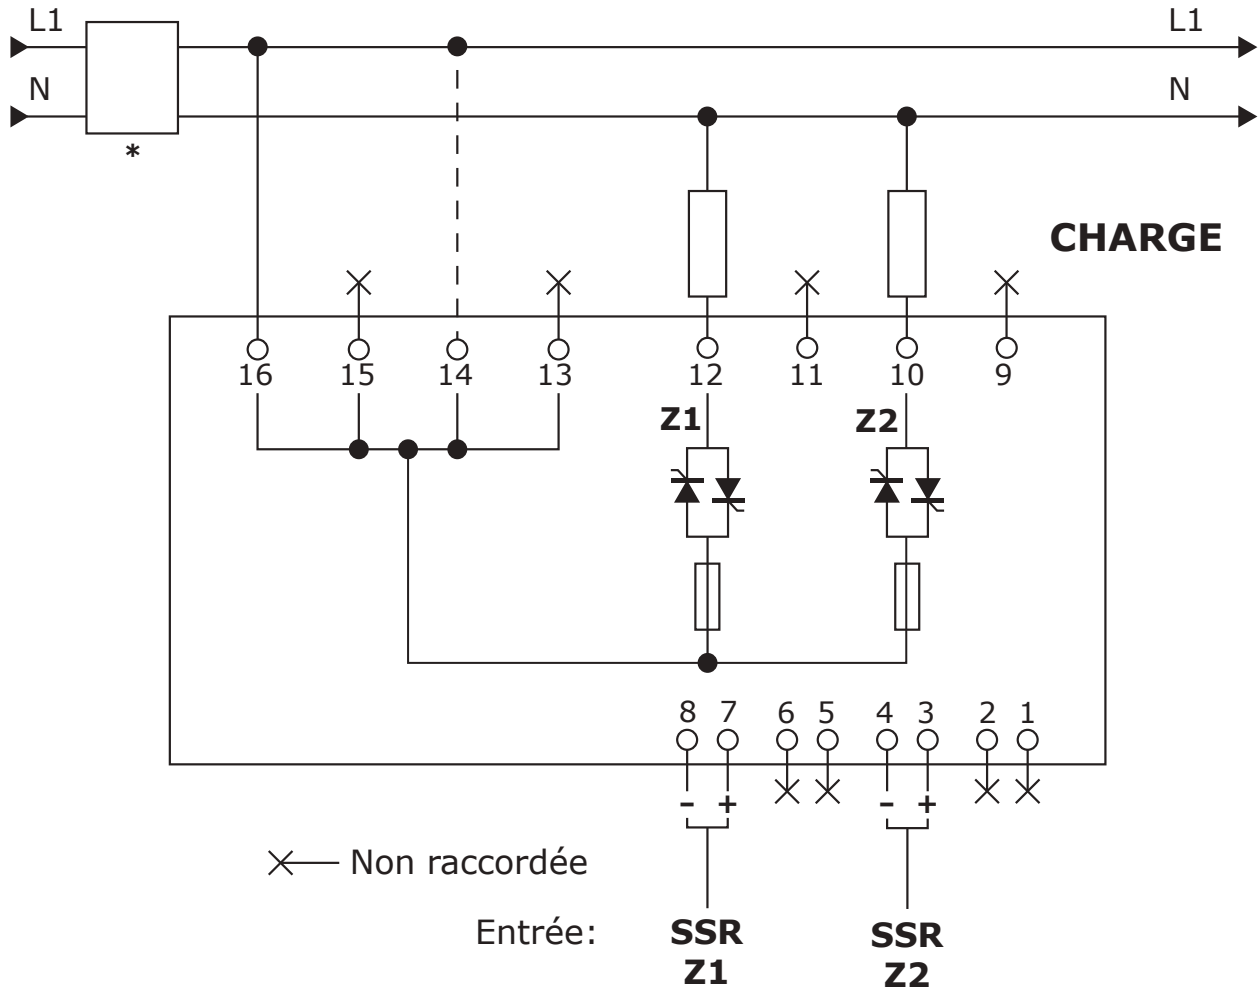 L1 L1
N N
*
CHARGE
16 15 14 13 12 11 10 9
Z1 Z2
8 7 6 5 4 3 2 1
- + - +
Non raccordée
Entrée: SSR SSR
Z1 Z2